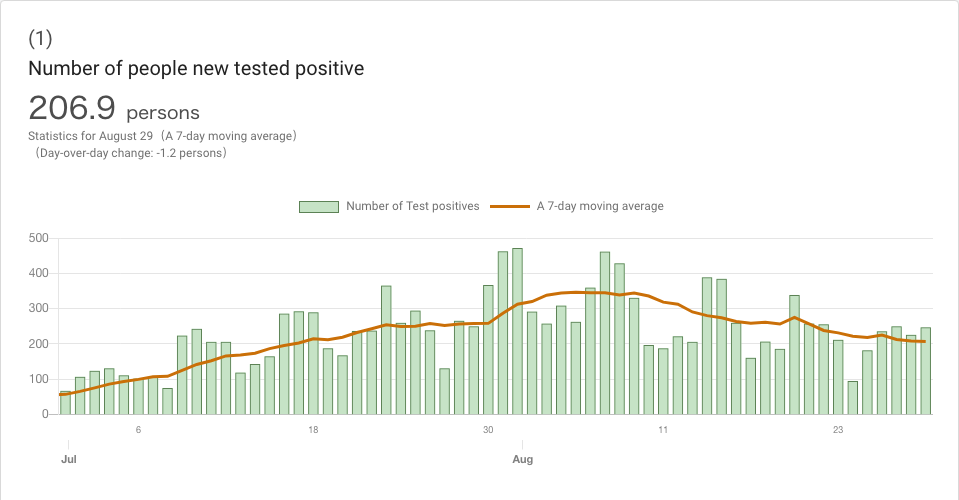 (1)
Number of people new tested positive
206.9 persons
Statistics for August 29（A 7-day moving average）
（Day-over-day change: -1.2 persons）
Number of Test positives A 7-day moving average
500
400
300
200
100
0
6 18 30 11 23
Jul Aug